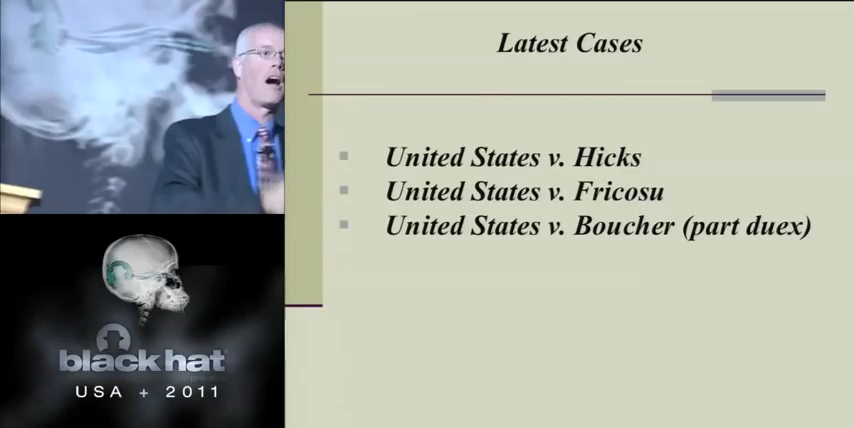 Latest Cases
United States v. Hicks
United States v. Fricosu
United States v. Boucher (part duex)
black hat
USA + 2011